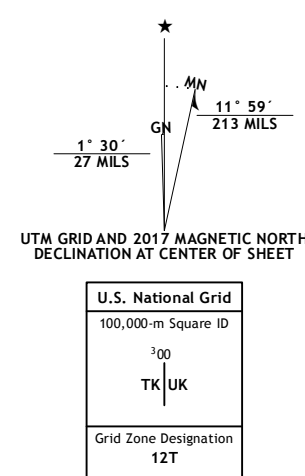 ★
MN
GN
11° 59´
213 MILS
1° 30´
27 MILS
UTM GRID AND 2017 MAGNETIC NORTH
DECLINATION AT CENTER OF SHEET
U.S. National Grid
100,000-m Square ID
³00
TK UK
Grid Zone Designation
12T